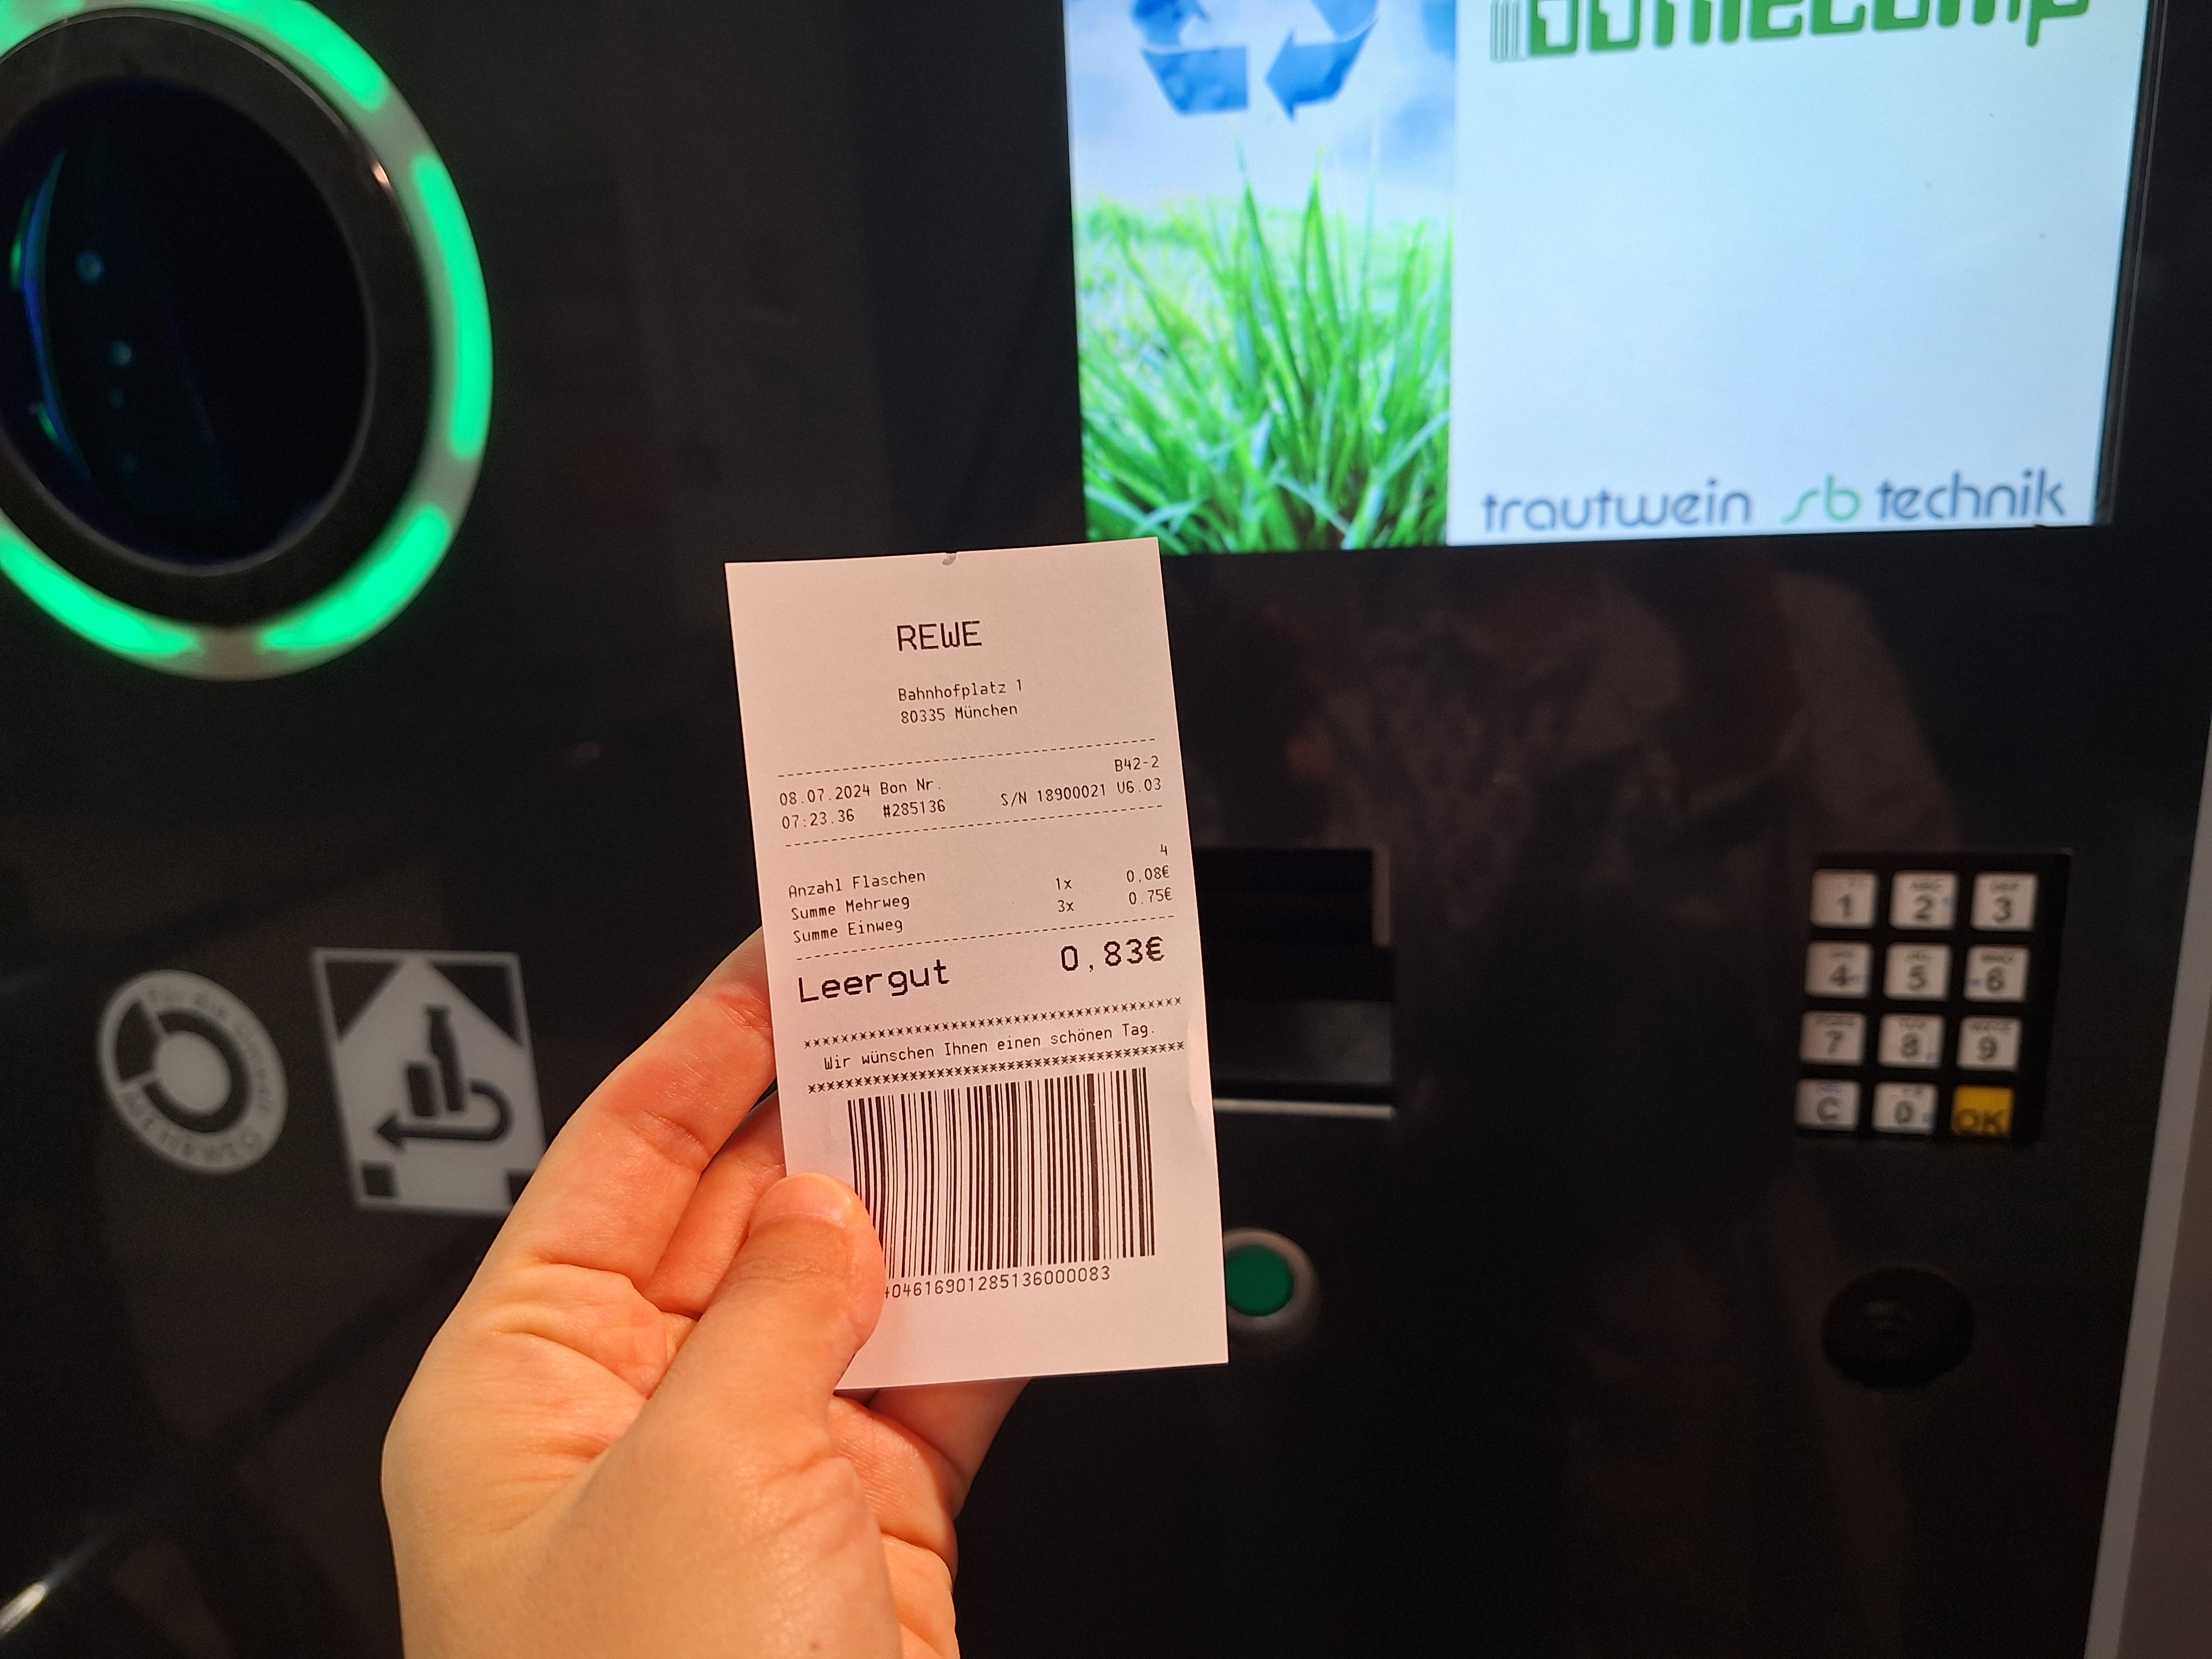 trautwein sb technik
REWE
Bahnhofplatz 1
80335 München
B42-2
08.07.2024 Bon Nr.
07:23.36 #285136 S/N 18900021 V6.03
4
Anzahl Flaschen
Summe Mehrweg 1x 0,08€
Summe Einweg 3x 0.75€
Leergut 0,83€
Wir wünschen Ihnen einen schönen Tag.
04616901285136000083
1 2 3
4 5 6
7 8 9
C 0 OK
MEHRWEG